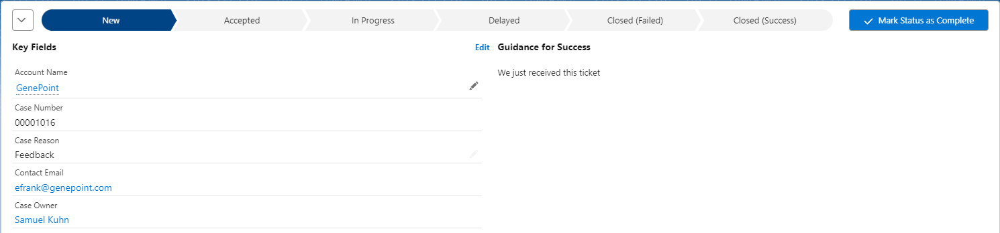 New
Accepted
In Progress
Delayed
Closed (Failed)
Closed (Success)
Mark Status as Complete
Key Fields
Edit
Guidance for Success
Account Name
GenePoint
We just received this ticket
Case Number
00001016
Case Reason
Feedback
Contact Email
efrank@genepoint.com
Case Owner
Samuel Kuhn